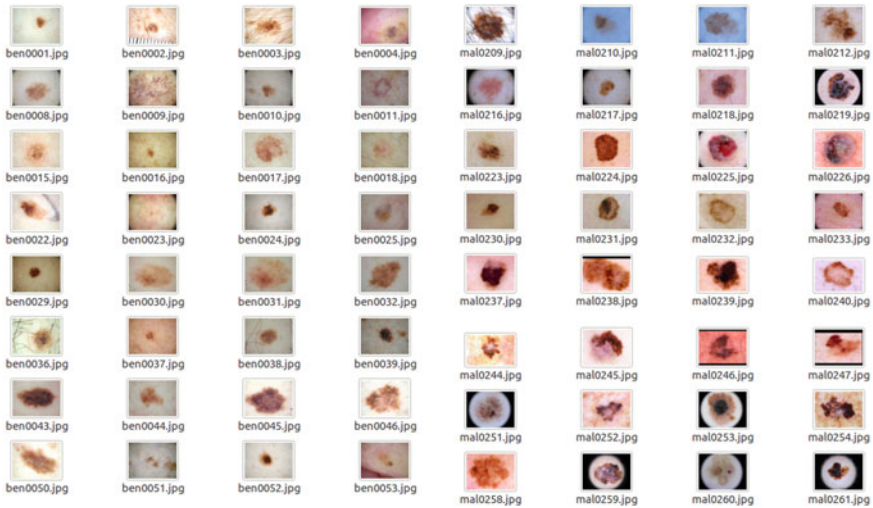 ben0001.jpg ben0002.jpg ben0003.jpg ben0004.jpg mal0209.jpg mal0210.jpg mal0211.jpg mal0212.jpg
ben0008.jpg ben0009.jpg ben0010.jpg ben0011.jpg mal0216.jpg mal0217.jpg mal0218.jpg mal0219.jpg
ben0015.jpg ben0016.jpg ben0017.jpg ben0018.jpg mal0223.jpg mal0224.jpg mal0225.jpg mal0226.jpg
ben0022.jpg ben0023.jpg ben0024.jpg ben0025.jpg mal0230.jpg mal0231.jpg mal0232.jpg mal0233.jpg
ben0029.jpg ben0030.jpg ben0031.jpg ben0032.jpg mal0237.jpg mal0238.jpg mal0239.jpg mal0240.jpg
ben0036.jpg ben0037.jpg ben0038.jpg ben0039.jpg mal0244.jpg mal0245.jpg mal0246.jpg mal0247.jpg
ben0043.jpg ben0044.jpg ben0045.jpg ben0046.jpg mal0251.jpg mal0252.jpg mal0253.jpg mal0254.jpg
ben0050.jpg ben0051.jpg ben0052.jpg ben0053.jpg mal0258.jpg mal0259.jpg mal0260.jpg mal0261.jpg